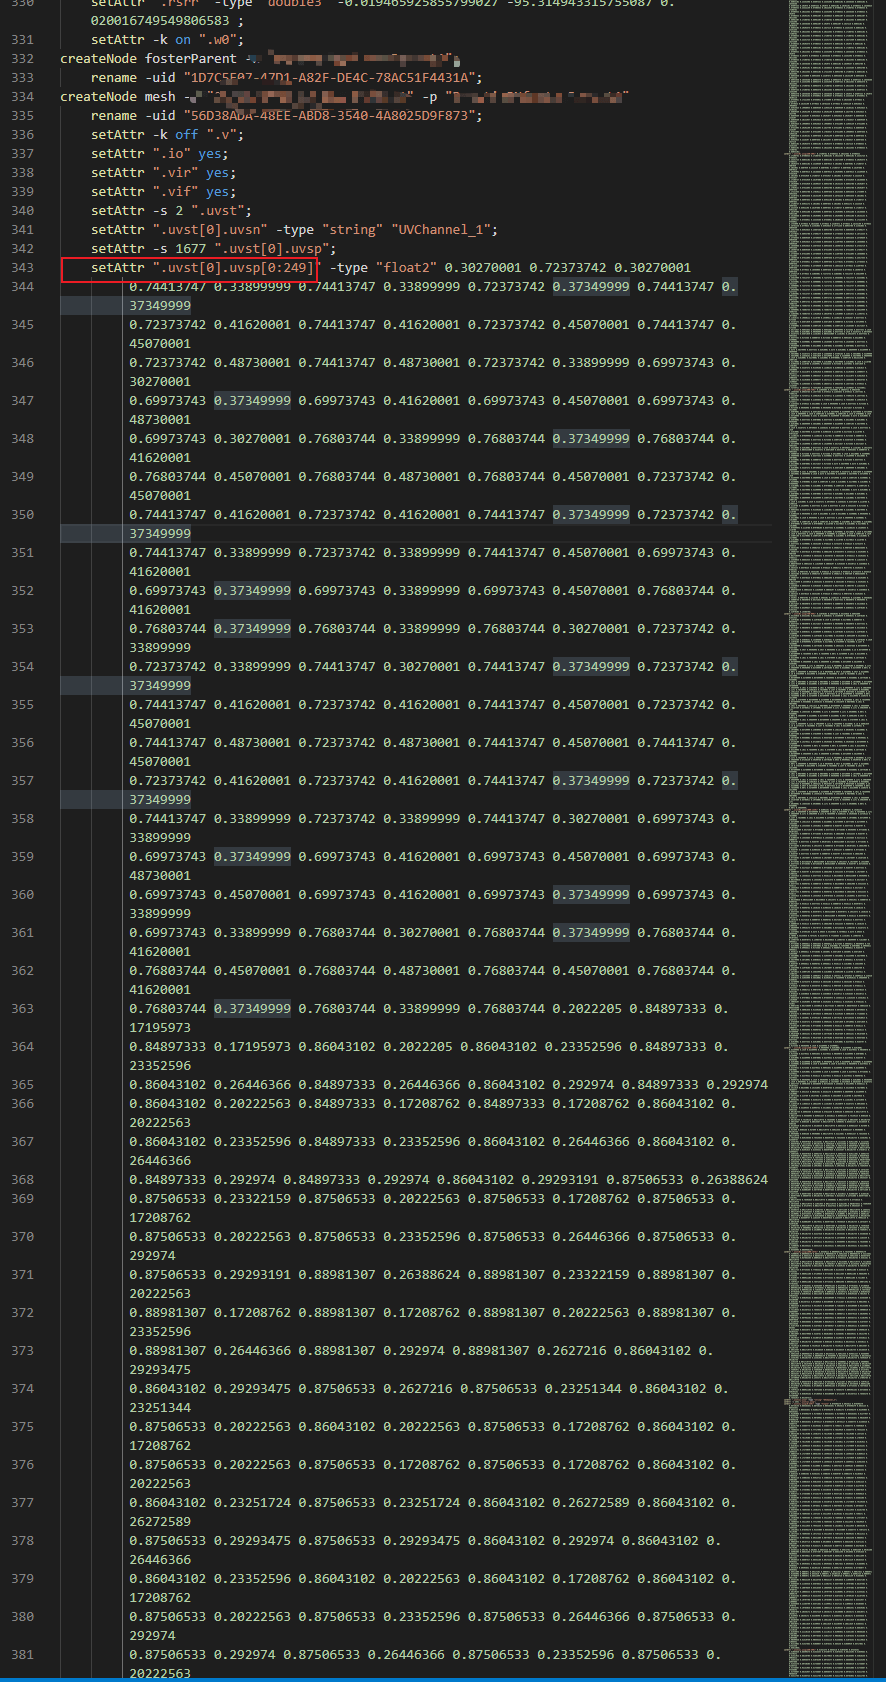 330 setAttr ".rsrr" -type "double3" -0.019465925855799027 -95.314943315755087 0.
020016749549806583 ;
331 setAttr -k on ".w0";
332 createNode fosterParent
333 rename -uid "1D7C5E07-47D1-A82F-DE4C-78AC51F4431A";
334 createNode mesh - -p "
335 rename -uid "56D38ADA-48EE-ABD8-3540-4A8025D9F873";
336 setAttr -k off ".v";
337 setAttr ".io" yes;
338 setAttr ".vir" yes;
339 setAttr ".vif" yes;
340 setAttr -s 2 ".uvst";
341 setAttr ".uvst[0].uvsn" -type "string" "UVChannel_1";
342 setAttr -s 1677 ".uvst[0].uvsp";
343 setAttr ".uvst[0].uvsp[0:249]" -type "float2" 0.30270001 0.72373742 0.30270001
344 0.74413747 0.33899999 0.74413747 0.33899999 0.72373742 0.37349999 0.74413747 0.
37349999
345 0.72373742 0.41620001 0.74413747 0.41620001 0.72373742 0.45070001 0.74413747 0.
45070001
346 0.72373742 0.48730001 0.74413747 0.48730001 0.72373742 0.33899999 0.69973743 0.
30270001
347 0.69973743 0.37349999 0.69973743 0.41620001 0.69973743 0.45070001 0.69973743 0.
48730001
348 0.69973743 0.30270001 0.76803744 0.33899999 0.76803744 0.37349999 0.76803744 0.
41620001
349 0.76803744 0.45070001 0.76803744 0.48730001 0.76803744 0.45070001 0.72373742 0.
45070001
350 0.74413747 0.41620001 0.72373742 0.41620001 0.74413747 0.37349999 0.72373742 0.
37349999
351 0.74413747 0.33899999 0.72373742 0.33899999 0.74413747 0.45070001 0.69973743 0.
41620001
352 0.69973743 0.37349999 0.69973743 0.33899999 0.69973743 0.45070001 0.76803744 0.
41620001
353 0.76803744 0.37349999 0.76803744 0.33899999 0.76803744 0.30270001 0.72373742 0.
33899999
354 0.72373742 0.33899999 0.74413747 0.30270001 0.74413747 0.37349999 0.72373742 0.
37349999
355 0.74413747 0.41620001 0.72373742 0.41620001 0.74413747 0.45070001 0.72373742 0.
45070001
356 0.74413747 0.48730001 0.72373742 0.48730001 0.74413747 0.45070001 0.74413747 0.
45070001
357 0.72373742 0.41620001 0.72373742 0.41620001 0.74413747 0.37349999 0.72373742 0.
37349999
358 0.74413747 0.33899999 0.72373742 0.33899999 0.74413747 0.30270001 0.69973743 0.
33899999
359 0.69973743 0.37349999 0.69973743 0.41620001 0.69973743 0.45070001 0.69973743 0.
48730001
360 0.69973743 0.45070001 0.69973743 0.41620001 0.69973743 0.37349999 0.69973743 0.
33899999
361 0.69973743 0.33899999 0.76803744 0.30270001 0.76803744 0.37349999 0.76803744 0.
41620001
362 0.76803744 0.45070001 0.76803744 0.48730001 0.76803744 0.45070001 0.76803744 0.
41620001
363 0.76803744 0.37349999 0.76803744 0.33899999 0.76803744 0.2022205 0.84897333 0.
17195973
364 0.84897333 0.17195973 0.86043102 0.2022205 0.86043102 0.23352596 0.84897333 0.
23352596
365 0.86043102 0.26446366 0.84897333 0.26446366 0.86043102 0.292974 0.84897333 0.292974
366 0.86043102 0.20222563 0.84897333 0.17208762 0.84897333 0.17208762 0.86043102 0.
20222563
367 0.86043102 0.23352596 0.84897333 0.23352596 0.86043102 0.26446366 0.86043102 0.
26446366
368 0.84897333 0.292974 0.84897333 0.292974 0.86043102 0.29293191 0.87506533 0.26388624
369 0.87506533 0.23322159 0.87506533 0.20222563 0.87506533 0.17208762 0.87506533 0.
17208762
370 0.87506533 0.20222563 0.87506533 0.23352596 0.87506533 0.26446366 0.87506533 0.
292974
371 0.87506533 0.29293191 0.88981307 0.26388624 0.88981307 0.23322159 0.88981307 0.
20222563
372 0.88981307 0.17208762 0.88981307 0.17208762 0.88981307 0.20222563 0.88981307 0.
23352596
373 0.88981307 0.26446366 0.88981307 0.292974 0.88981307 0.2627216 0.86043102 0.
29293475
374 0.86043102 0.29293475 0.87506533 0.2627216 0.87506533 0.23251344 0.86043102 0.
23251344
375 0.87506533 0.20222563 0.86043102 0.20222563 0.87506533 0.17208762 0.86043102 0.
17208762
376 0.87506533 0.20222563 0.87506533 0.17208762 0.87506533 0.17208762 0.86043102 0.
20222563
377 0.86043102 0.23251724 0.87506533 0.23251724 0.86043102 0.26272589 0.86043102 0.
26272589
378 0.87506533 0.29293475 0.87506533 0.29293475 0.86043102 0.292974 0.86043102 0.
26446366
379 0.86043102 0.23352596 0.86043102 0.20222563 0.86043102 0.17208762 0.86043102 0.
17208762
380 0.87506533 0.20222563 0.87506533 0.23352596 0.87506533 0.26446366 0.87506533 0.
292974
381 0.87506533 0.292974 0.87506533 0.26446366 0.87506533 0.23352596 0.87506533 0.
20222563